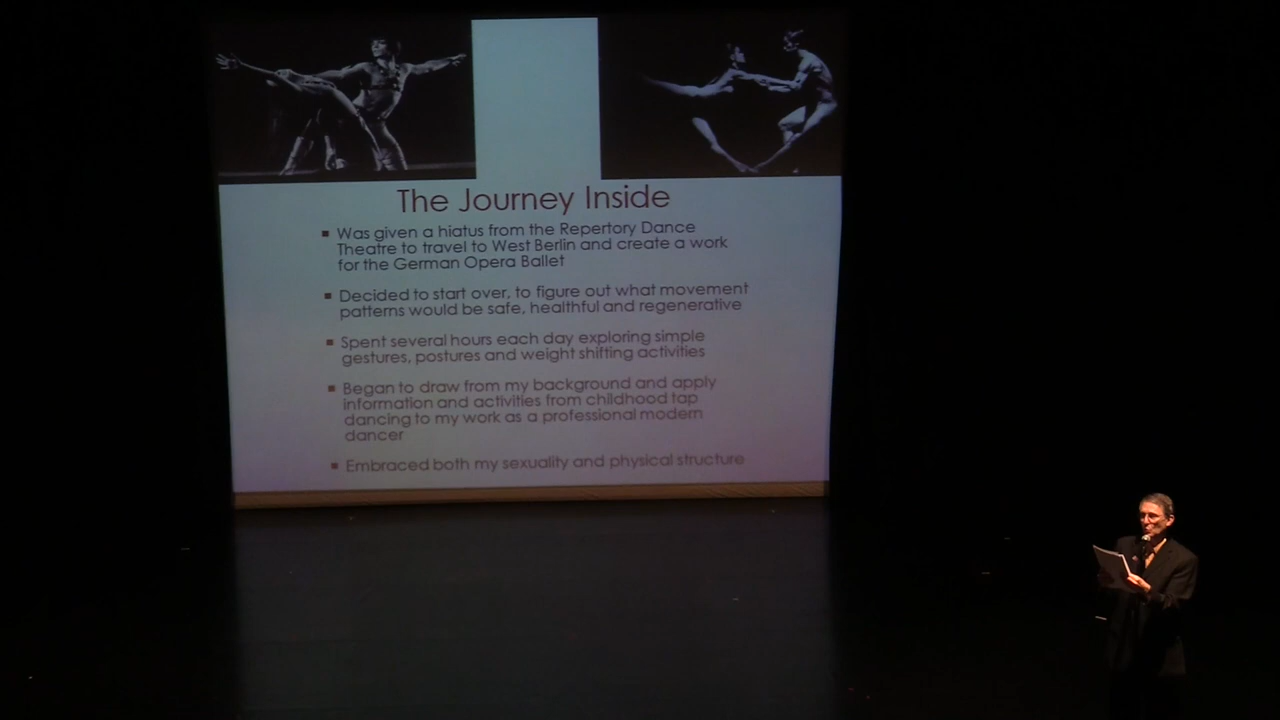 The Journey Inside
▪ Was given a hiatus from the Repertory Dance
Theatre to travel to West Berlin and create a work
for the German Opera Ballet
▪ Decided to start over, to figure out what movement
patterns would be safe, healthful and regenerative
▪ Spent several hours each day exploring simple
gestures, postures and weight shifting activities
▪ Began to draw from my background and apply
information and activities from childhood tap
dancing to my work as a professional modern
dancer
▪ Embraced both my sexuality and physical structure